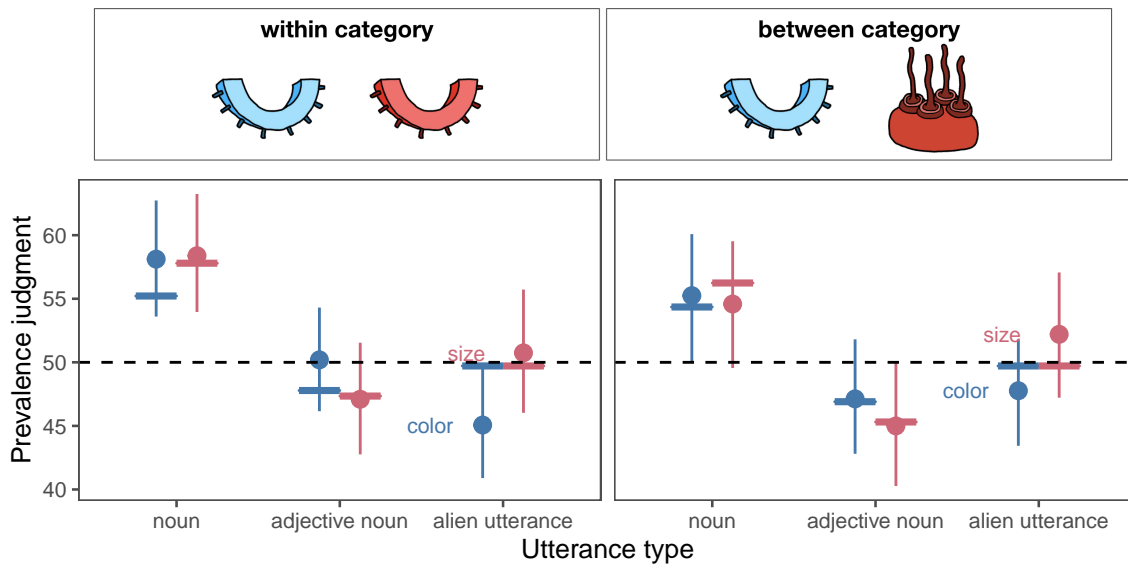 within category
between category
Prevalence judgment
60
55
50
45
40
size
color
size
color
noun
adjective noun
alien utterance
noun
adjective noun
alien utterance
Utterance type